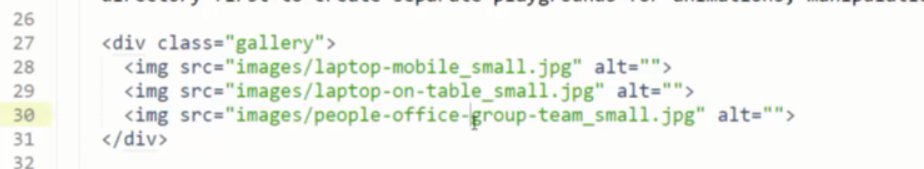 26
27 <div class="gallery">
28 <img src="images/laptop-mobile_small.jpg" alt="">
29 <img src="images/laptop-on-table_small.jpg" alt="">
30 <img src="images/people-office-group-team_small.jpg" alt="">
31 </div>
32